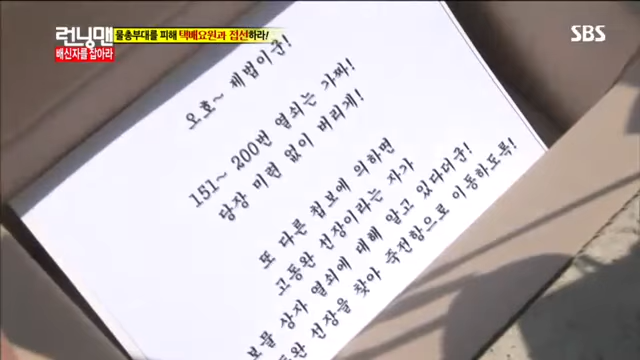 런닝맨
배신자를 잡아라
물총부대를 피해 택배요원과 접선하라!
SBS
오호~ 제법이군!
151~ 200번 열쇠는 가짜!
당장 미련 없이 버리게!
또 다른 첩보에 의하면
고동완 선장이라는 자가
보물 상자 열쇠에 대해 알고 있다더군!
동완 선장을 찾아 죽전항으로 이동하도록!